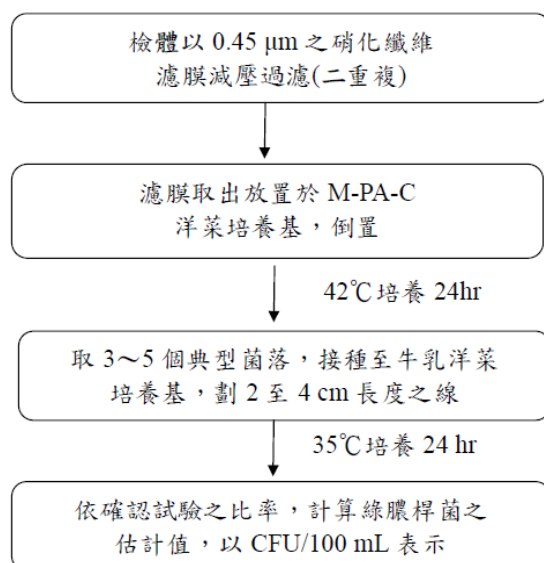 檢體以 0.45 μm 之硝化纖維
濾膜減壓過濾(二重複)
濾膜取出放置於 M-PA-C
洋菜培養基，倒置
42℃培養 24hr
取 3～5 個典型菌落，接種至牛乳洋菜
培養基，劃 2 至 4 cm 長度之線
35℃培養 24 hr
依確認試驗之比率，計算綠膿桿菌之
估計值，以 CFU/100 mL 表示